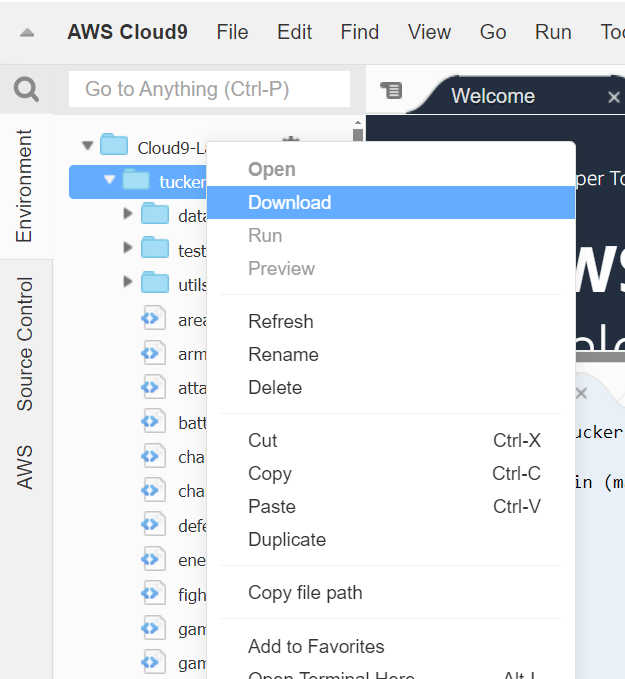 AWS Cloud9 File Edit Find View Go Run
Go to Anything (Ctrl-P)
Welcome
Environment
Source Control
AWS
Cloud9-L
tucker
data
test
utils
area
arm
atta
batt
cha
cha
defe
ene
figh
gam
gam
Open
Download
Run
Preview
Refresh
Rename
Delete
Cut Ctrl-X
Copy Ctrl-C
Paste Ctrl-V
Duplicate
Copy file path
Add to Favorites
Open Terminal Here
per To
ws
elo
ucker
in (m